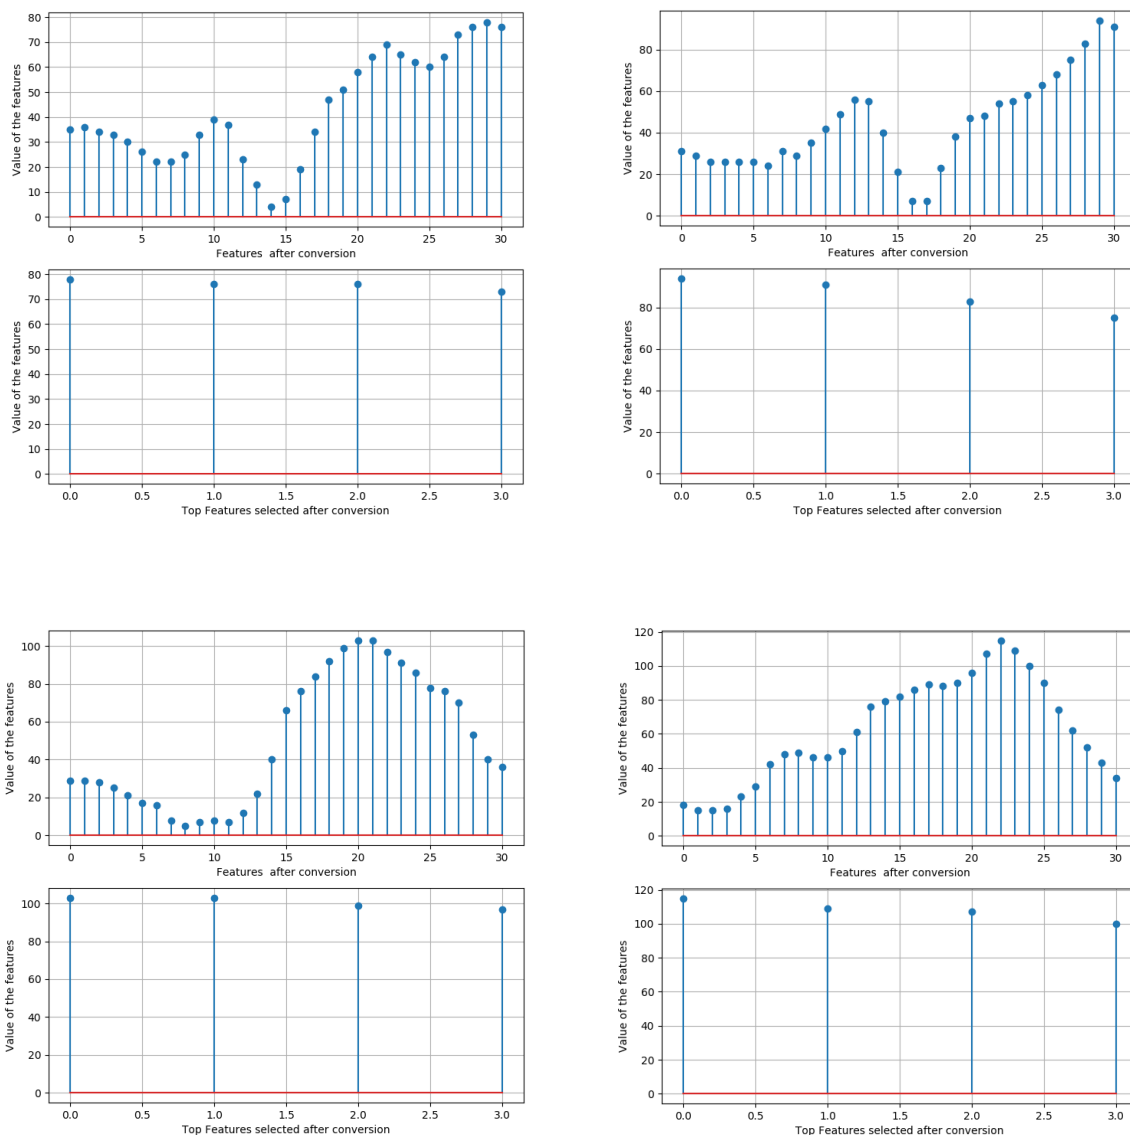 Value of the features
80
70
60
50
40
30
20
10
0
0 5 10 15 20 25 30
Features after conversion
Value of the features
80
60
40
20
0
0 5 10 15 20 25 30
Features after conversion
Value of the features
80
70
60
50
40
30
20
10
0
0.0 0.5 1.0 1.5 2.0 2.5 3.0
Top Features selected after conversion
Value of the features
80
60
40
20
0
0.0 0.5 1.0 1.5 2.0 2.5 3.0
Top Features selected after conversion
Value of the features
100
80
60
40
20
0
0 5 10 15 20 25 30
Features after conversion
Value of the features
120
100
80
60
40
20
0
0 5 10 15 20 25 30
Features after conversion
Value of the features
100
80
60
40
20
0
0.0 0.5 1.0 1.5 2.0 2.5 3.0
Top Features selected after conversion
Value of the features
120
100
80
60
40
20
0
0.0 0.5 1.0 1.5 2.0 2.5 3.0
Top Features selected after conversion